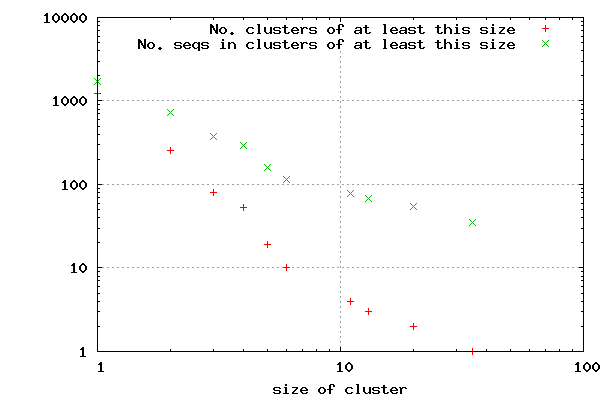 10000
No. clusters of at least this size
No. seqs in clusters of at least this size
1000
100
10
1
1 10 100
size of cluster